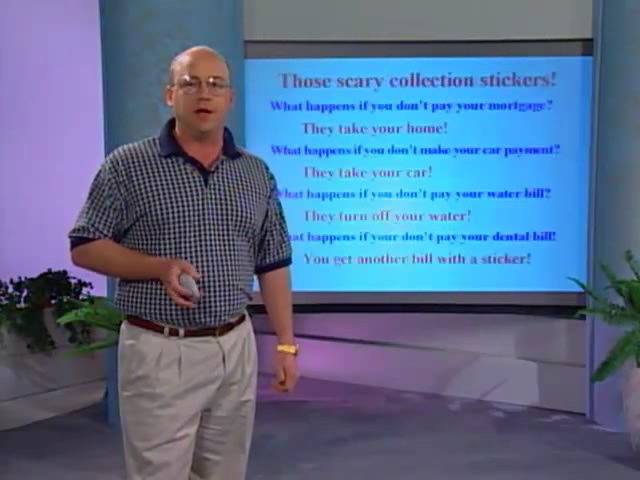 Those scary collection stickers!
What happens if you don't pay your mortgage?
They take your home!
What happens if you don't make your car payment?
They take your car!
What happens if you don't pay your water bill?
They turn off your water!
happens if your don't pay your dental bill!
You get another bill with a sticker!